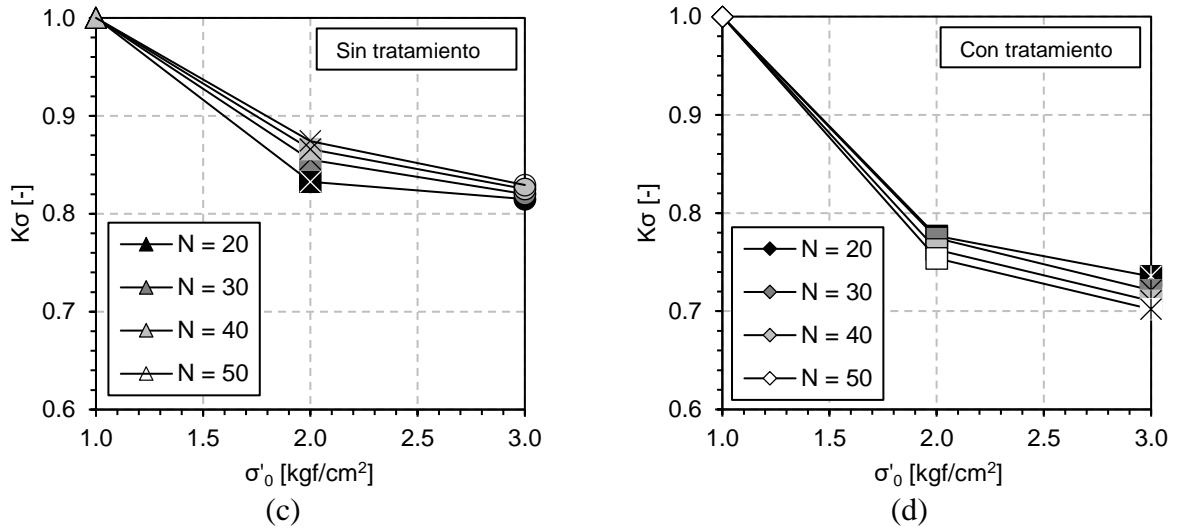 1.0
0.9
0.8
0.7
0.6
Kσ [-]
Sin tratamiento
N = 20
N = 30
N = 40
N = 50
1.0 1.5 2.0 2.5 3.0
σ'₀ [kgf/cm²]
(c)
1.0
0.9
0.8
0.7
0.6
Kσ [-]
Con tratamiento
N = 20
N = 30
N = 40
N = 50
1.0 1.5 2.0 2.5 3.0
σ'₀ [kgf/cm²]
(d)